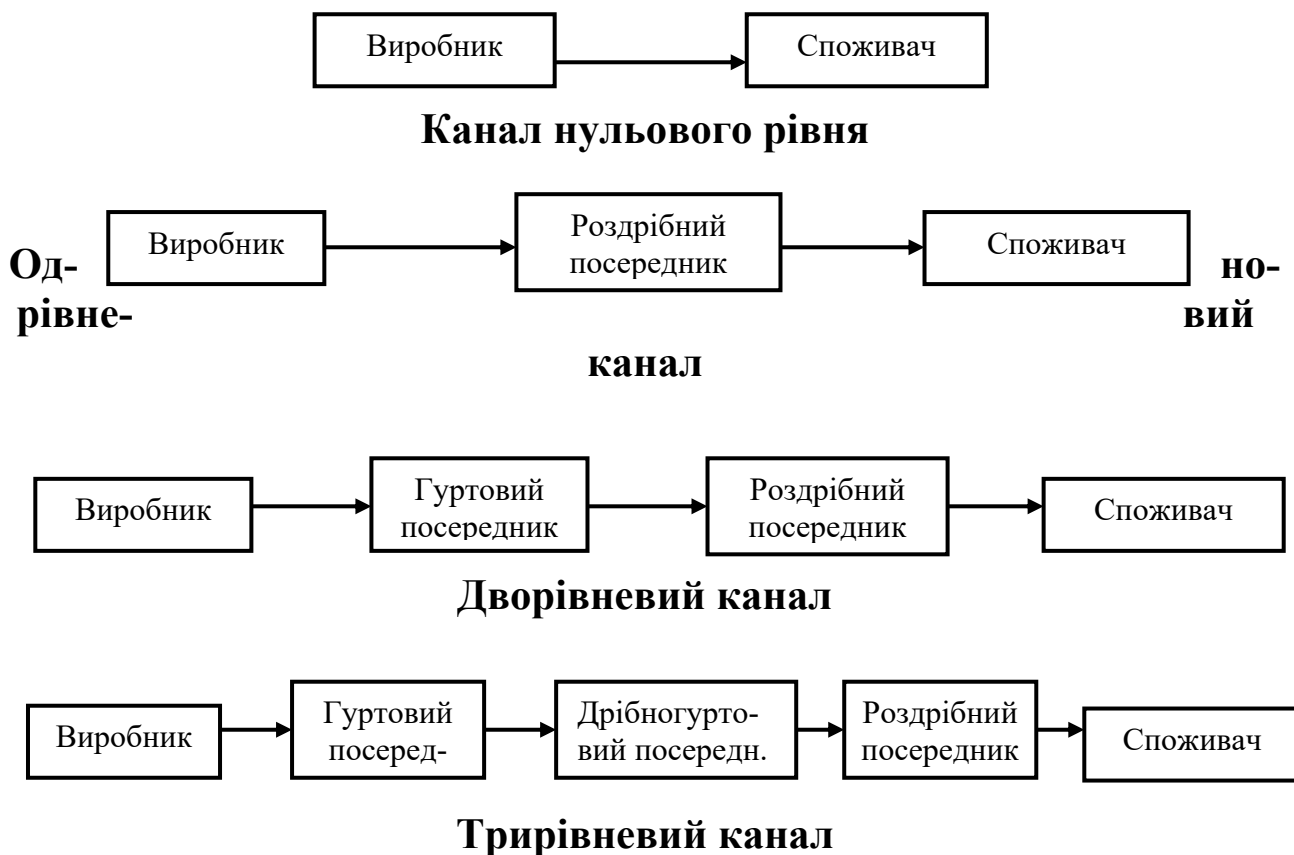 Виробник
Споживач
Канал нульового рівня
Виробник
Роздрібний
посередник
Споживач
Од-
но-
рівне-
вий
канал
Виробник
Гуртовий
посередник
Роздрібний
посередник
Споживач
Дворівневий канал
Виробник
Гуртовий
посеред-
Дрібногурто-
вий посередн.
Роздрібний
посередник
Споживач
Трирівневий канал